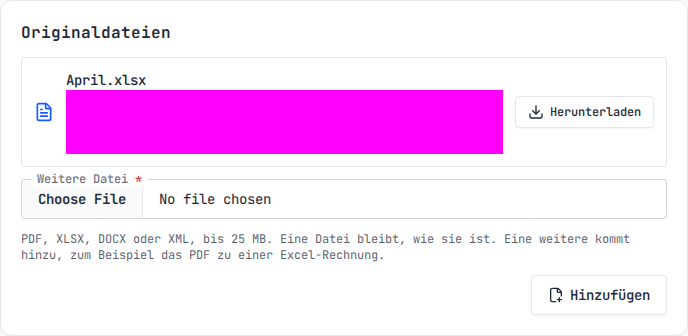 Originaldateien
April.xlsx
Herunterladen
Weitere Datei *
Choose File No file chosen
PDF, XLSX, DOCX oder XML, bis 25 MB. Eine Datei bleibt, wie sie ist. Eine weitere kommt
hinzu, zum Beispiel das PDF zu einer Excel-Rechnung.
Hinzufügen